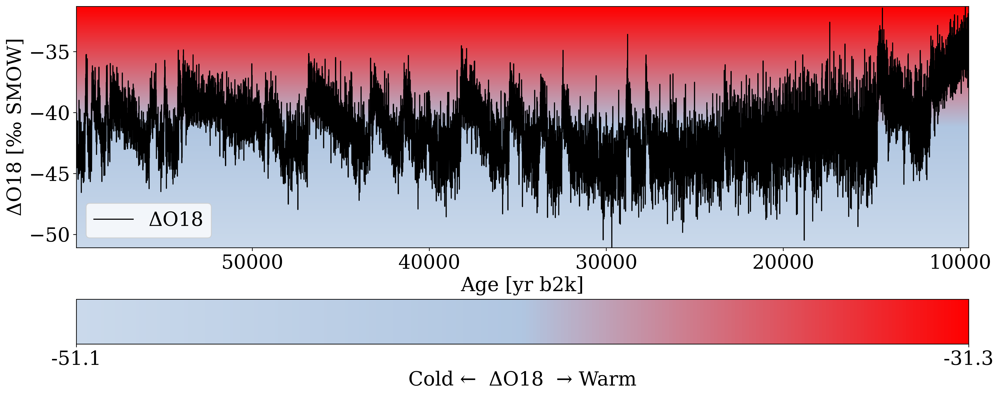 ΔO18 [‰ SMOW]
−35
−40
−45
−50
ΔO18
50000 40000 30000 20000 10000
Age [yr b2k]
-51.1 -31.3
Cold ← ΔO18 → Warm